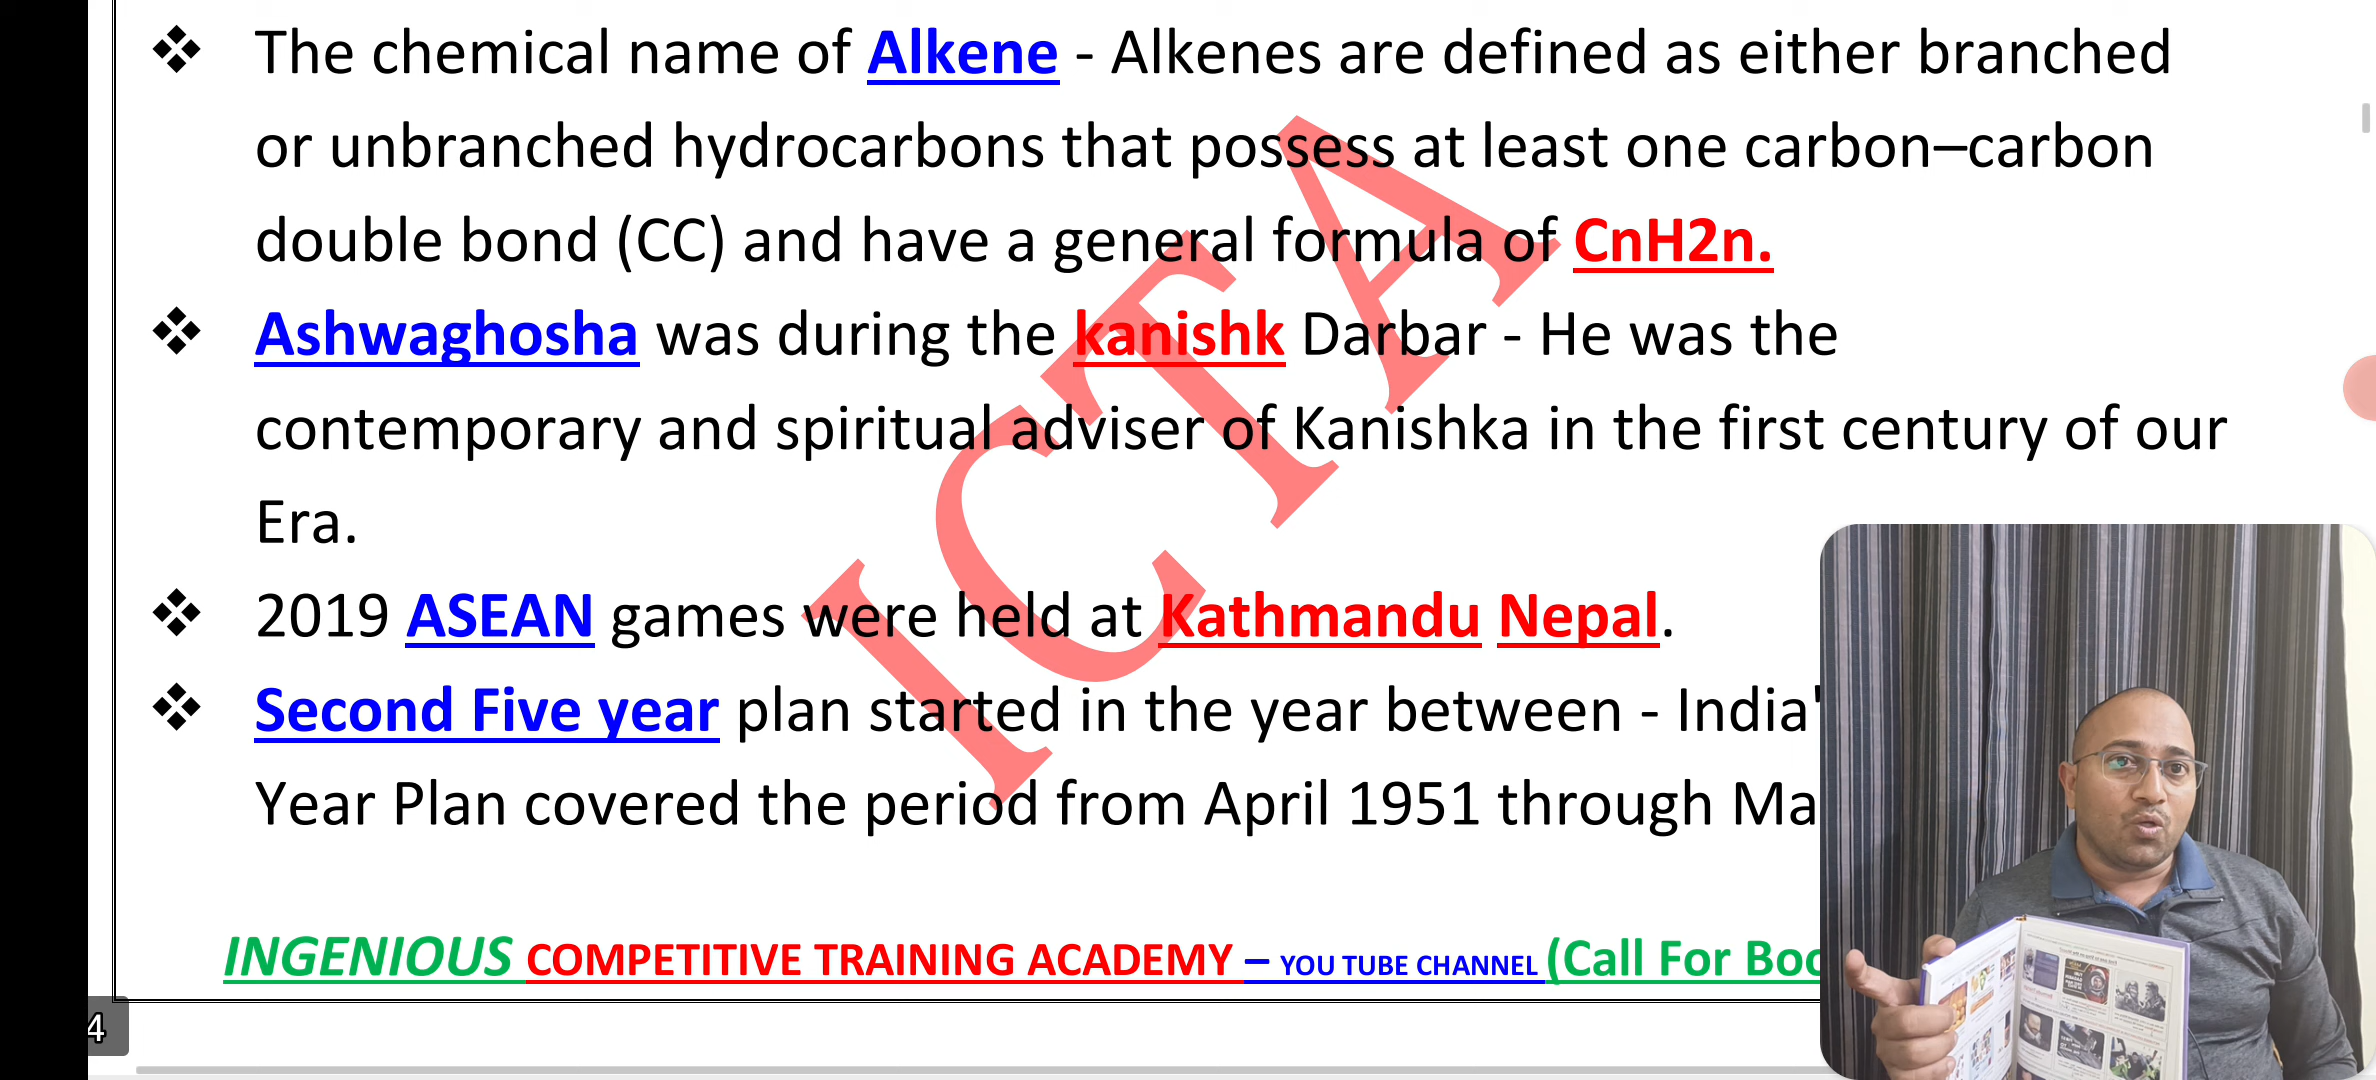 ❖ The chemical name of Alkene - Alkenes are defined as either branched
or unbranched hydrocarbons that possess at least one carbon–carbon
double bond (CC) and have a general formula of CnH2n.
❖ Ashwaghosha was during the kanishk Darbar - He was the
contemporary and spiritual adviser of Kanishka in the first century of our
Era.
❖ 2019 ASEAN games were held at Kathmandu Nepal.
❖ Second Five year plan started in the year between - India'
Year Plan covered the period from April 1951 through Ma
INGENIOUS COMPETITIVE TRAINING ACADEMY – YOU TUBE CHANNEL (Call For Boo
4
ICTA